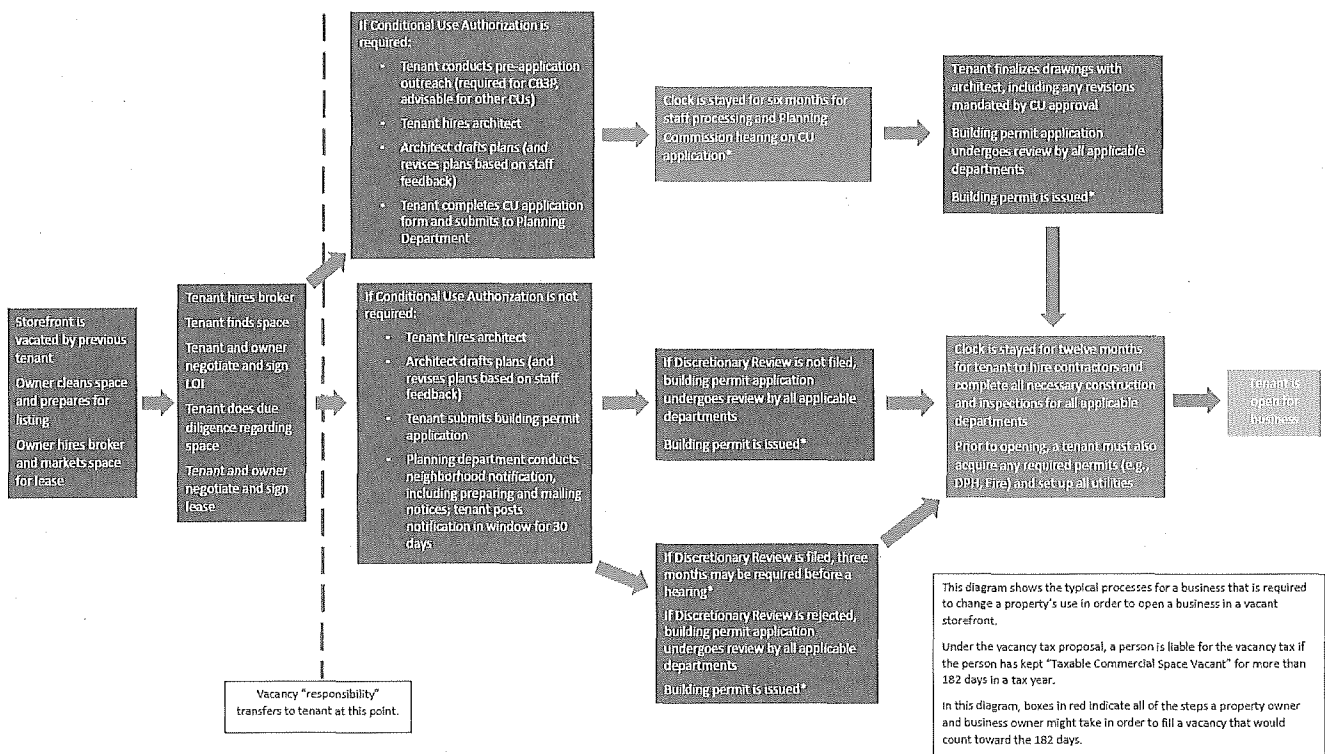 Storefront is
vacated by previous
tenant
Owner cleans space
and prepares for
listing
Owner hires broker
and markets space
for lease
Tenant hires broker
Tenant finds space
Tenant and owner
negotiate and sign
LOI
Tenant does due
diligence regarding
space
Tenant and owner
negotiate and sign
lease
Vacancy "responsibility"
transfers to tenant at this point.
If Conditional Use Authorization is
required:
• Tenant conducts pre-application
outreach (required for CB3P,
advisable for other CUs)
• Tenant hires architect
• Architect drafts plans (and
revises plans based on staff
feedback)
• Tenant completes CU application
form and submits to Planning
Department
Clock is stayed for six months for
staff processing and Planning
Commission hearing on CU
application*
Tenant finalizes drawings with
architect, including any revisions
mandated by CU approval
Building permit application
undergoes review by all applicable
departments
Building permit is issued*
If Conditional Use Authorization is not
required:
• Tenant hires architect
• Architect drafts plans (and
revises plans based on staff
feedback)
• Tenant submits building permit
application
• Planning department conducts
neighborhood notification,
including preparing and mailing
notices; tenant posts
notification in window for 30
days
If Discretionary Review is not filed,
building permit application
undergoes review by all applicable
departments
Building permit is issued*
If Discretionary Review is filed, three
months may be required before a
hearing*
If Discretionary Review is rejected,
building permit application
undergoes review by all applicable
departments
Building permit is issued*
Clock is stayed for twelve months
for tenant to hire contractors and
complete all necessary construction
and inspections for all applicable
departments
Prior to opening, a tenant must also
acquire any required permits (e.g.,
DPH, Fire) and set up all utilities
Tenant is
open for
business
This diagram shows the typical processes for a business that is required
to change a property's use in order to open a business in a vacant
storefront.
Under the vacancy tax proposal, a person is liable for the vacancy tax if
the person has kept "Taxable Commercial Space Vacant" for more than
182 days in a tax year.
In this diagram, boxes in red indicate all of the steps a property owner
and business owner might take in order to fill a vacancy that would
count toward the 182 days.